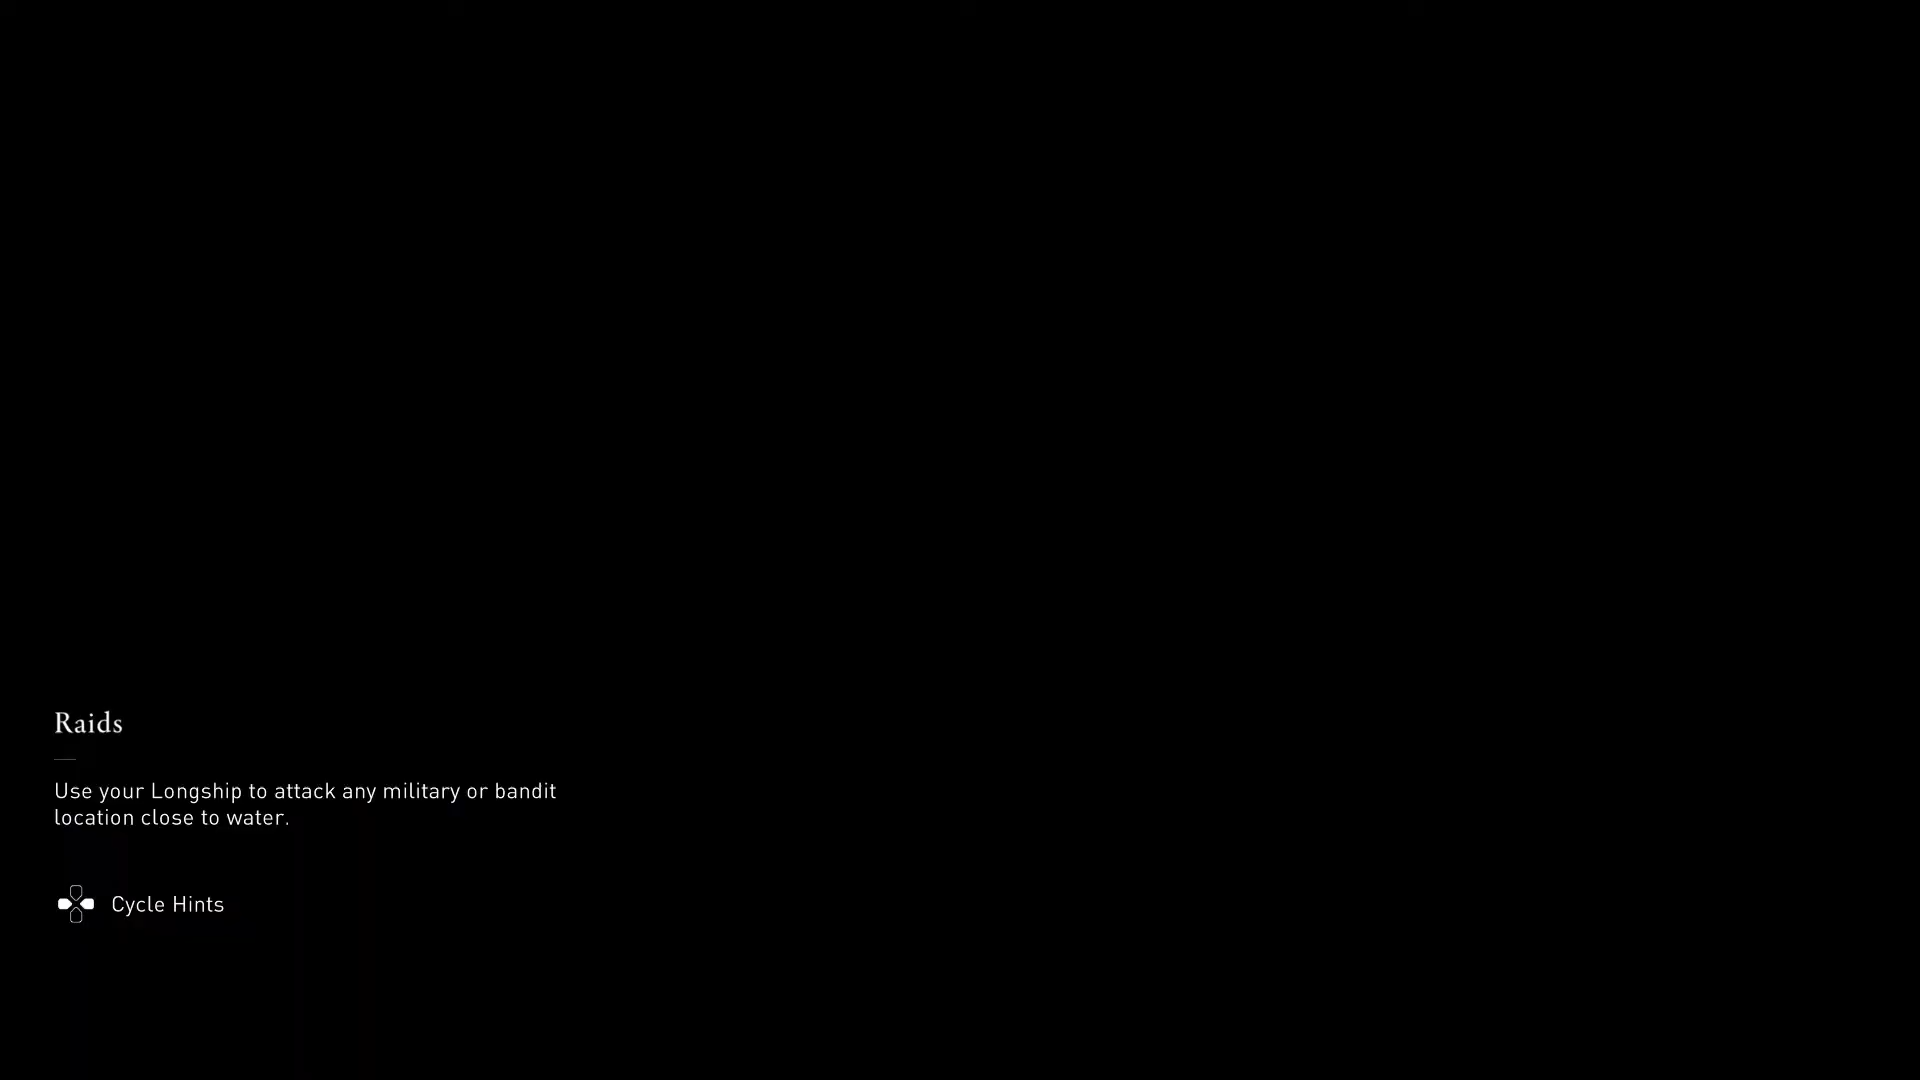 Raids
Use your Longship to attack any military or bandit
location close to water.
Cycle Hints